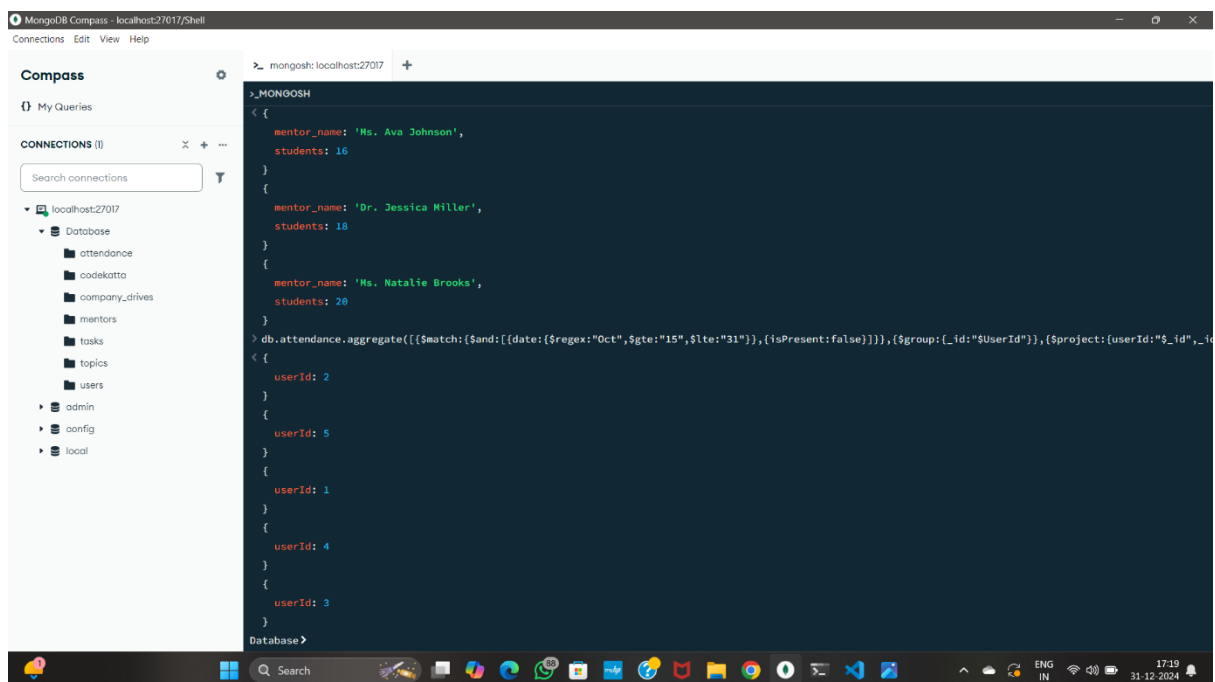 MongoDB Compass - localhost:27017/Shell
Connections Edit View Help
Compass
>_ mongosh: localhost:27017 +
{} My Queries
>_MONGOSH
CONNECTIONS (1)
Search connections
localhost:27017
Database
attendance
codekatta
company_drives
mentors
tasks
topics
users
admin
config
local
< {
mentor_name: 'Ms. Ava Johnson',
students: 16
}
{
mentor_name: 'Dr. Jessica Miller',
students: 18
}
{
mentor_name: 'Ms. Natalie Brooks',
students: 20
}
> db.attendance.aggregate([{$match:{$and:[{date:{$regex:"Oct",$gte:"15",$lte:"31"}},{isPresent:false}]}},{$group:{_id:"$UserId"}},{$project:{userId:"$_id",_id
< {
userId: 2
}
{
userId: 5
}
{
userId: 1
}
{
userId: 4
}
{
userId: 3
}
Database>
1
Search
88
ENG
IN
17:19
31-12-2024